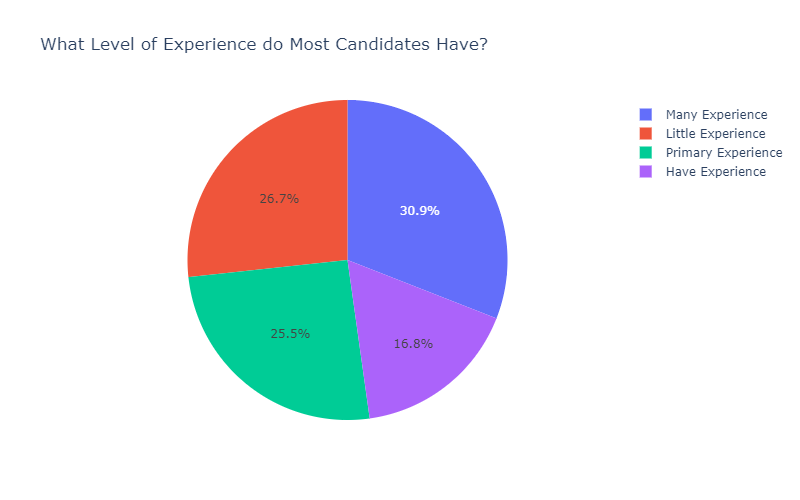 What Level of Experience do Most Candidates Have?
Many Experience
Little Experience
Primary Experience
Have Experience
26.7%
30.9%
25.5%
16.8%